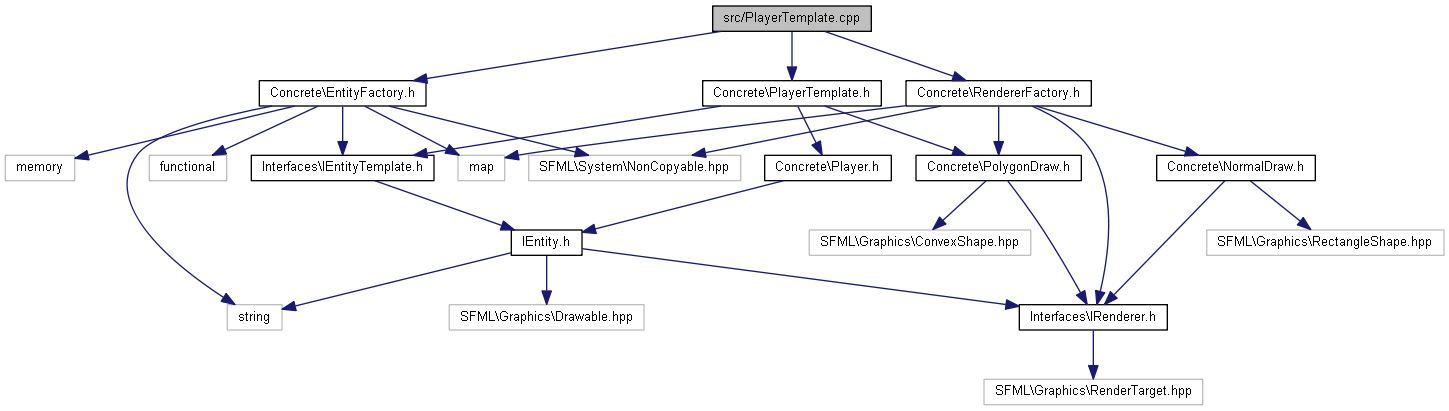 src/PlayerTemplate.cpp
Concrete\EntityFactory.h
Concrete\PlayerTemplate.h
Concrete\RendererFactory.h
memory
functional
Interfaces\IEntityTemplate.h
map
SFML\System\NonCopyable.hpp
Concrete\Player.h
Concrete\PolygonDraw.h
Concrete\NormalDraw.h
IEntity.h
SFML\Graphics\ConvexShape.hpp
SFML\Graphics\RectangleShape.hpp
string
SFML\Graphics\Drawable.hpp
Interfaces\IRenderer.h
SFML\Graphics\RenderTarget.hpp